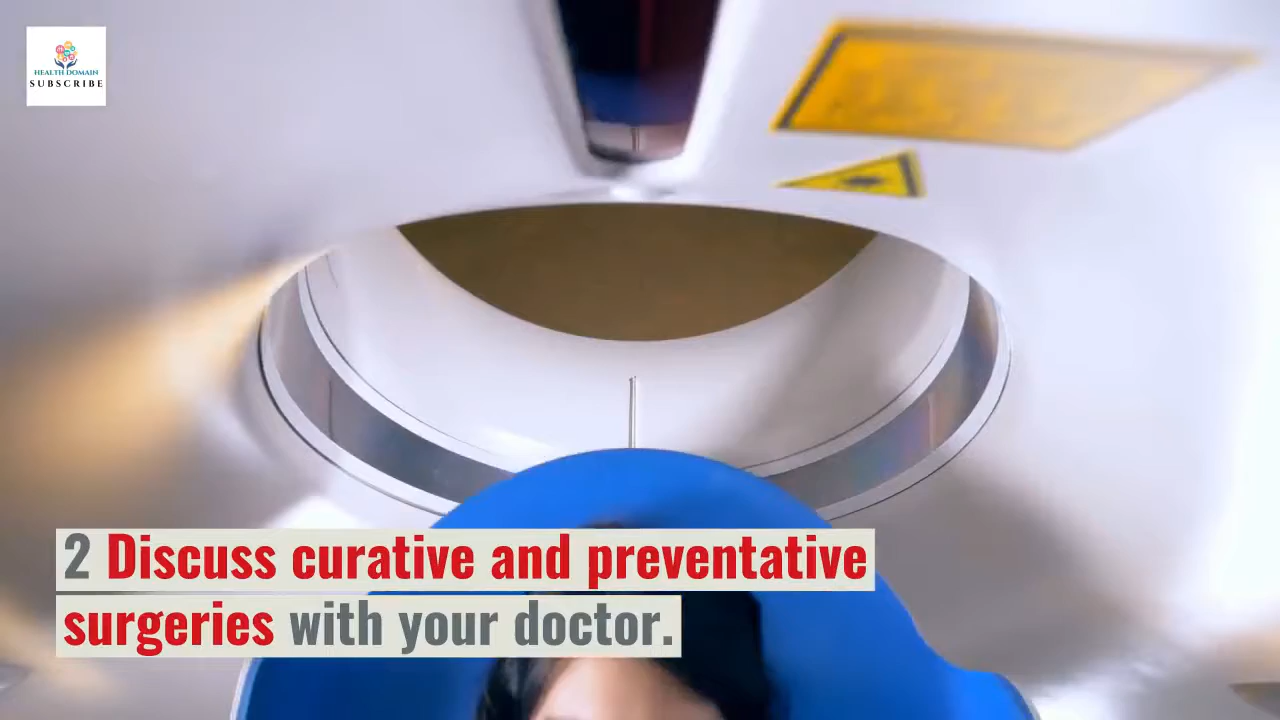 HEALTH DOMAIN
SUBSCRIBE
2 Discuss curative and preventative
surgeries with your doctor.